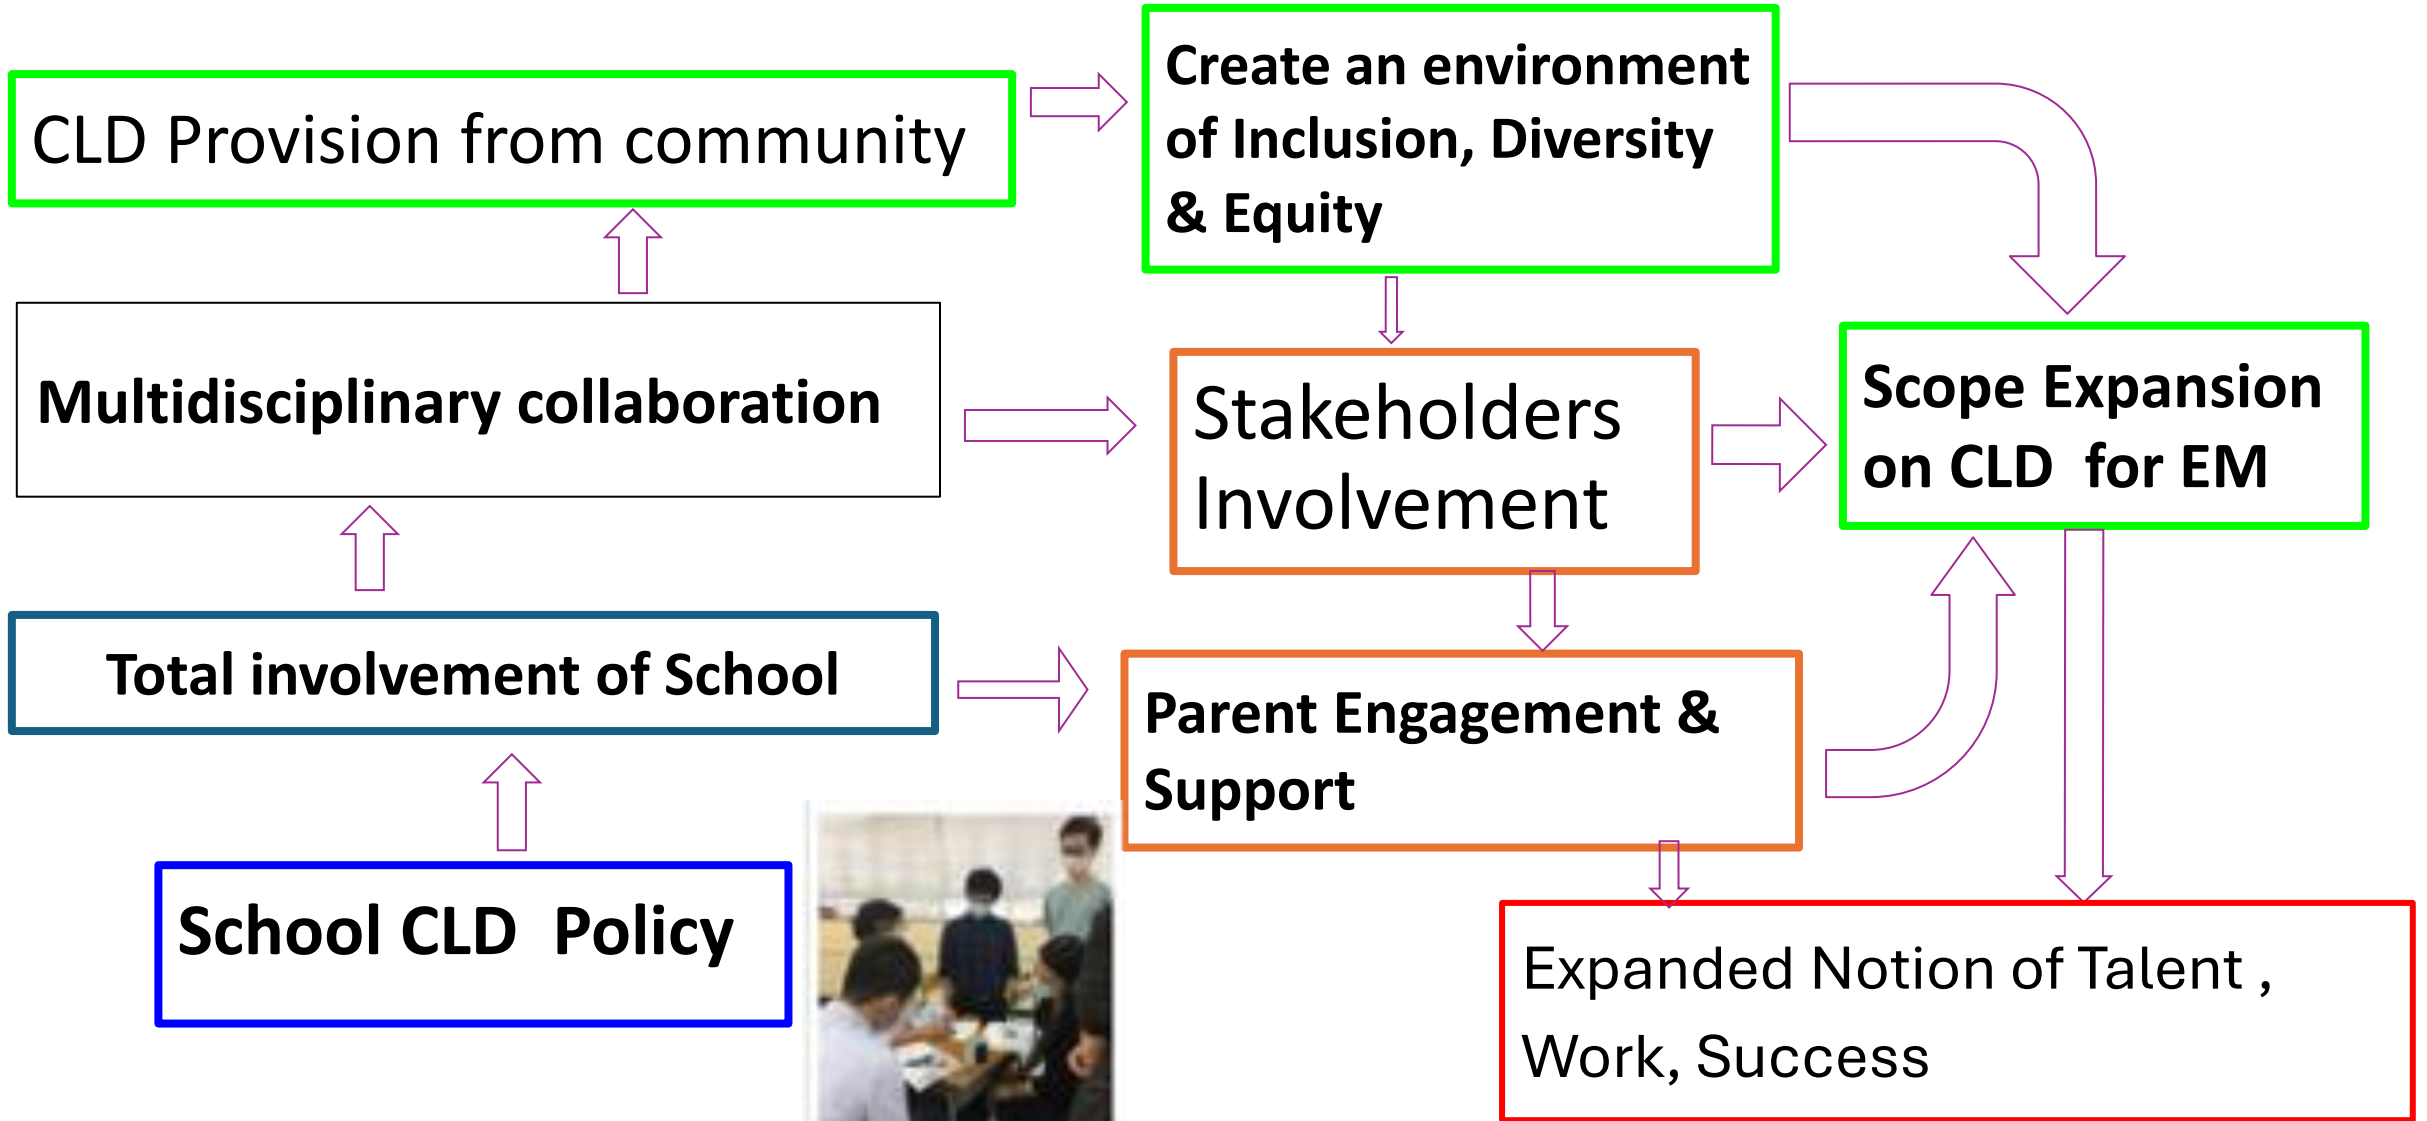 CLD Provision from community
Create an environment
of Inclusion, Diversity
& Equity
Multidisciplinary collaboration
Stakeholders
Involvement
Scope Expansion
on CLD  for EM
Total involvement of School
Parent Engagement &
Support
School CLD  Policy
Expanded Notion of Talent ,
Work, Success